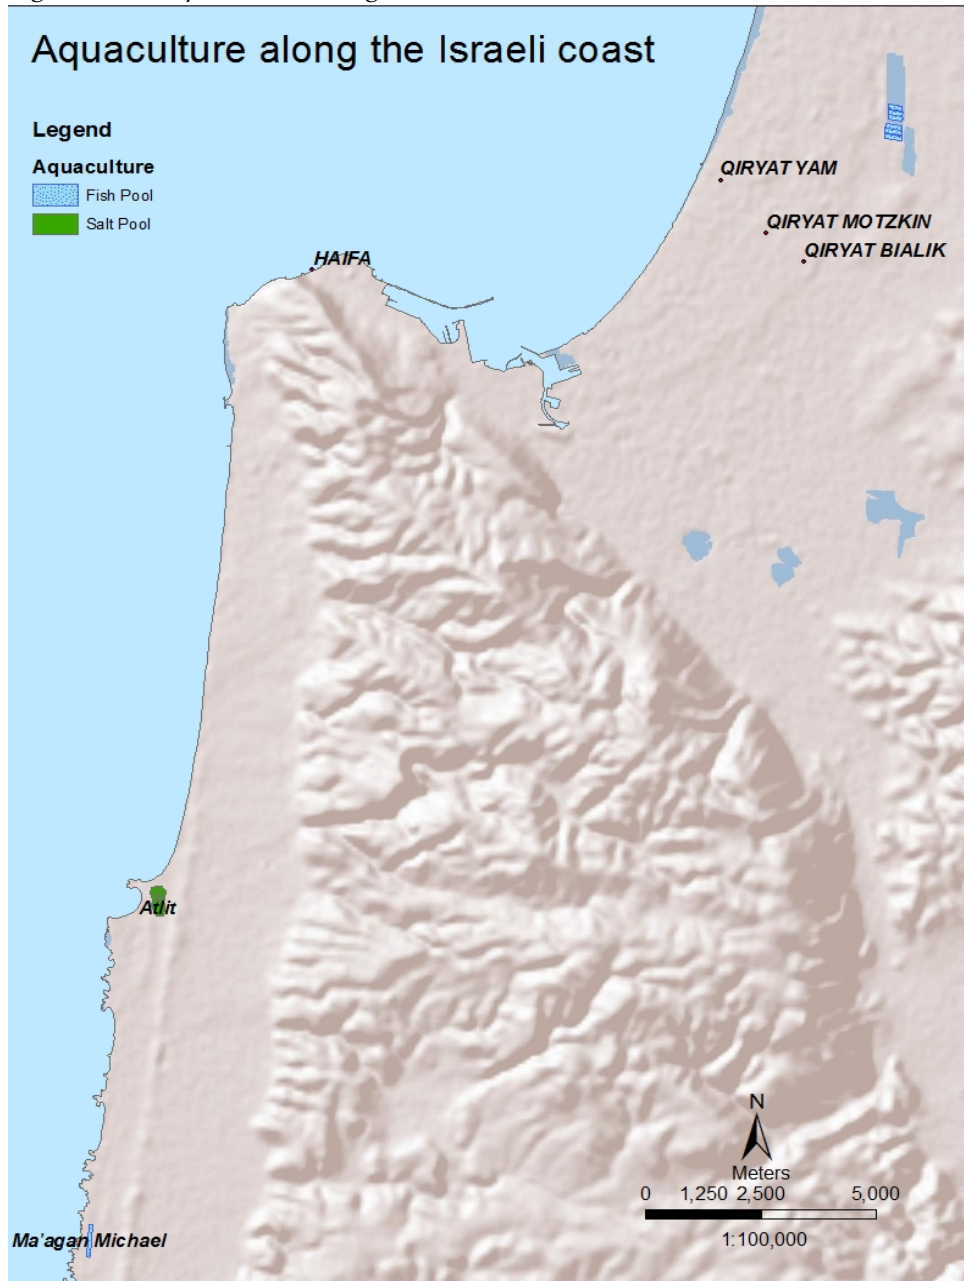 Aquaculture along the Israeli coast
Legend
Aquaculture
Fish Pool
Salt Pool
QIRYAT YAM
QIRYAT MOTZKIN
QIRYAT BIALIK
HAIFA
Atlit
N
Meters
0 1,250 2,500 5,000
1:100,000
Ma'agan Michael